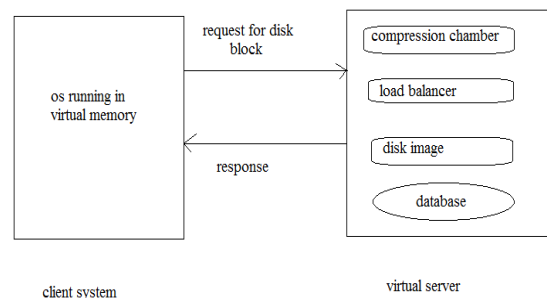 request for disk
block
os running in
virtual memory
response
compression chamber
load balancer
disk image
database
client system
virtual server